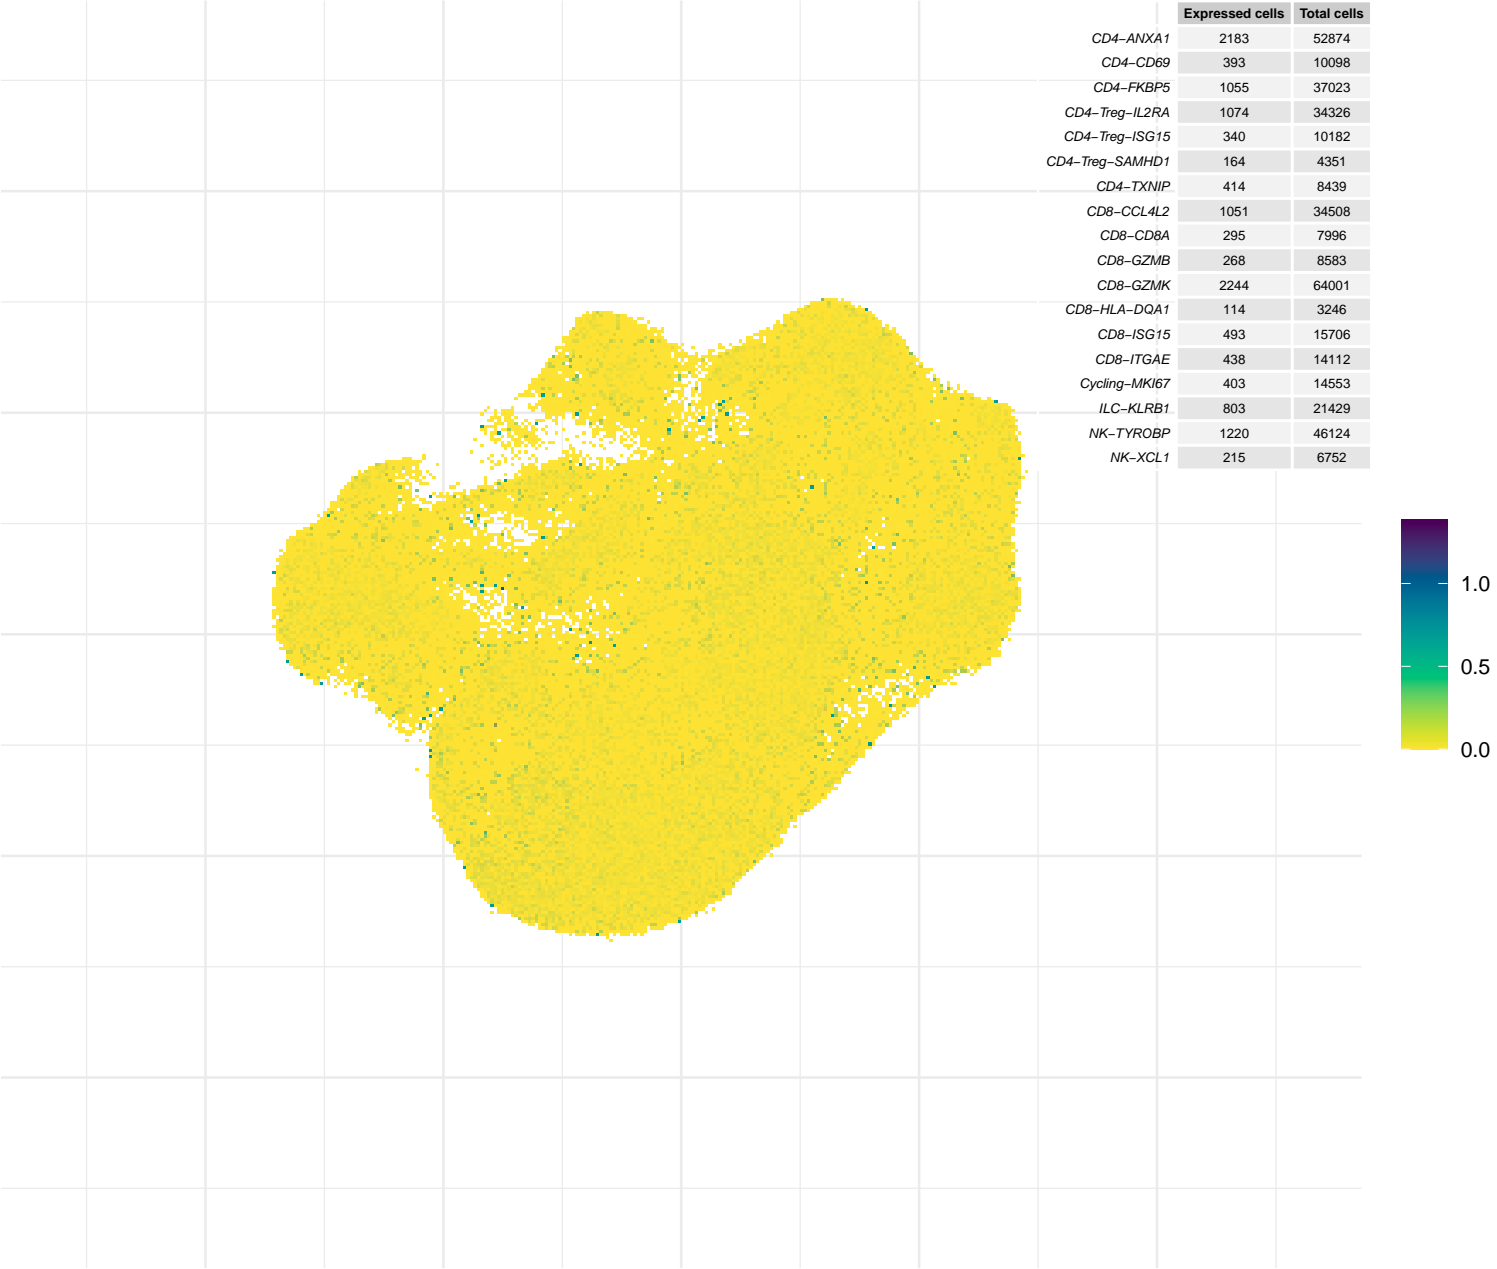 Expressed cells Total cells
CD4−ANXA1 2183 52874
CD4−CD69 393 10098
CD4−FKBP5 1055 37023
CD4−Treg−IL2RA 1074 34326
CD4−Treg−ISG15 340 10182
CD4−Treg−SAMHD1 164 4351
CD4−TXNIP 414 8439
CD8−CCL4L2 1051 34508
CD8−CD8A 295 7996
CD8−GZMB 268 8583
CD8−GZMK 2244 64001
CD8−HLA−DQA1 114 3246
CD8−ISG15 493 15706
CD8−ITGAE 438 14112
Cycling−MKI67 403 14553
ILC−KLRB1 803 21429
NK−TYROBP 1220 46124
NK−XCL1 215 6752
1.0
0.5
0.0